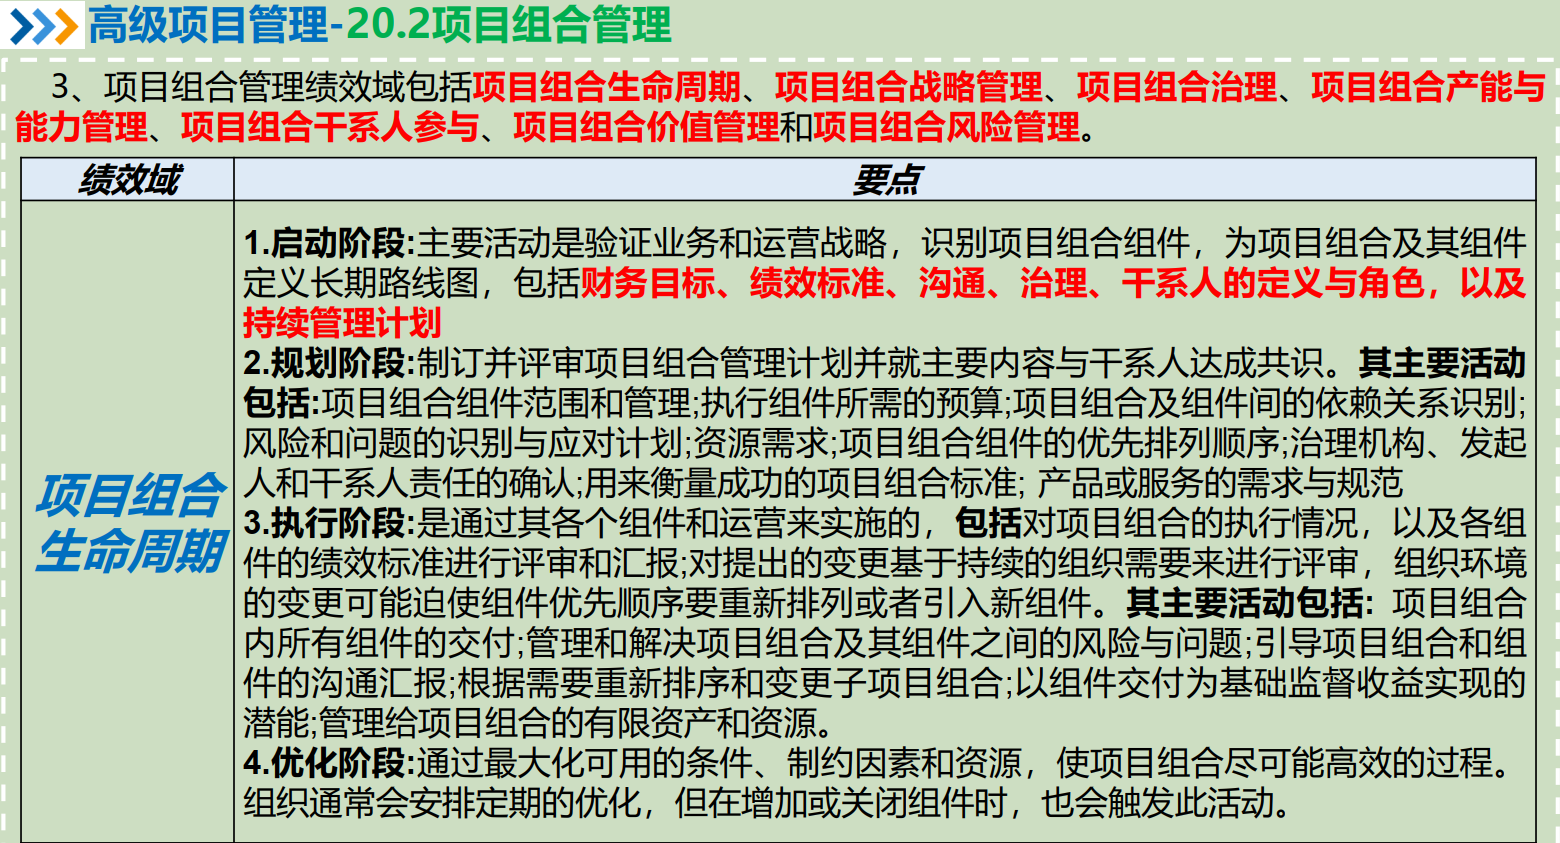 高级项目管理-20.2项目组合管理
3、项目组合管理绩效域包括项目组合生命周期、项目组合战略管理、项目组合治理、项目组合产能与
能力管理、项目组合干系人参与、项目组合价值管理和项目组合风险管理。
绩效域 要点
项目组合
生命周期
1.启动阶段:主要活动是验证业务和运营战略，识别项目组合组件，为项目组合及其组件
定义长期路线图，包括财务目标、绩效标准、沟通、治理、干系人的定义与角色，以及
持续管理计划
2.规划阶段:制订并评审项目组合管理计划并就主要内容与干系人达成共识。其主要活动
包括:项目组合组件范围和管理;执行组件所需的预算;项目组合及组件间的依赖关系识别;
风险和问题的识别与应对计划;资源需求;项目组合组件的优先排列顺序;治理机构、发起
人和干系人责任的确认;用来衡量成功的项目组合标准; 产品或服务的需求与规范
3.执行阶段:是通过其各个组件和运营来实施的，包括对项目组合的执行情况，以及各组
件的绩效标准进行评审和汇报;对提出的变更基于持续的组织需要来进行评审，组织环境
的变更可能迫使组件优先顺序要重新排列或者引入新组件。其主要活动包括: 项目组合
内所有组件的交付;管理和解决项目组合及其组件之间的风险与问题;引导项目组合和组
件的沟通汇报;根据需要重新排序和变更子项目组合;以组件交付为基础监督收益实现的
潜能;管理给项目组合的有限资产和资源。
4.优化阶段:通过最大化可用的条件、制约因素和资源，使项目组合尽可能高效的过程。
组织通常会安排定期的优化，但在增加或关闭组件时，也会触发此活动。